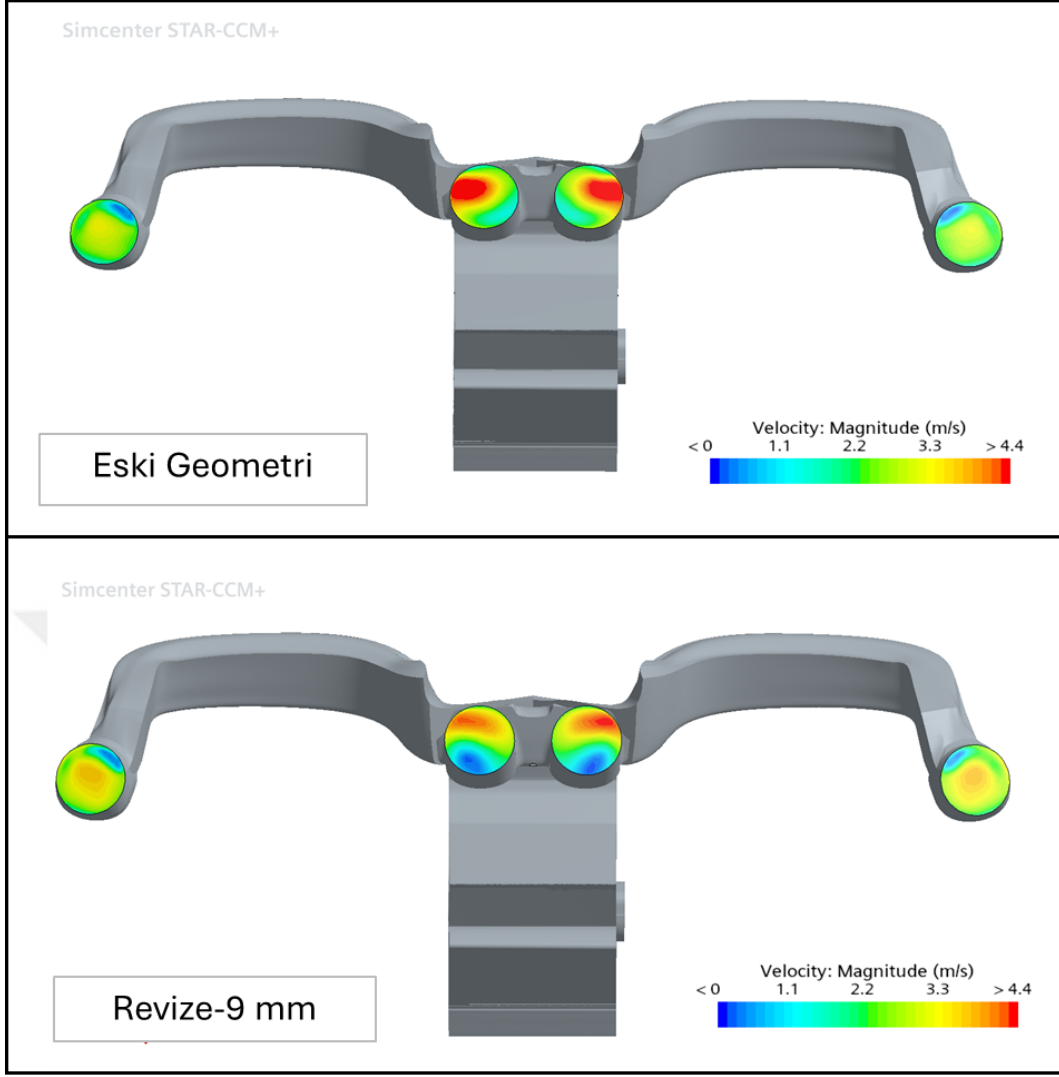 Simcenter STAR-CCM+
Velocity: Magnitude (m/s)
< 0 1.1 2.2 3.3 > 4.4
Eski Geometri
Simcenter STAR-CCM+
Velocity: Magnitude (m/s)
< 0 1.1 2.2 3.3 > 4.4
Revize-9 mm